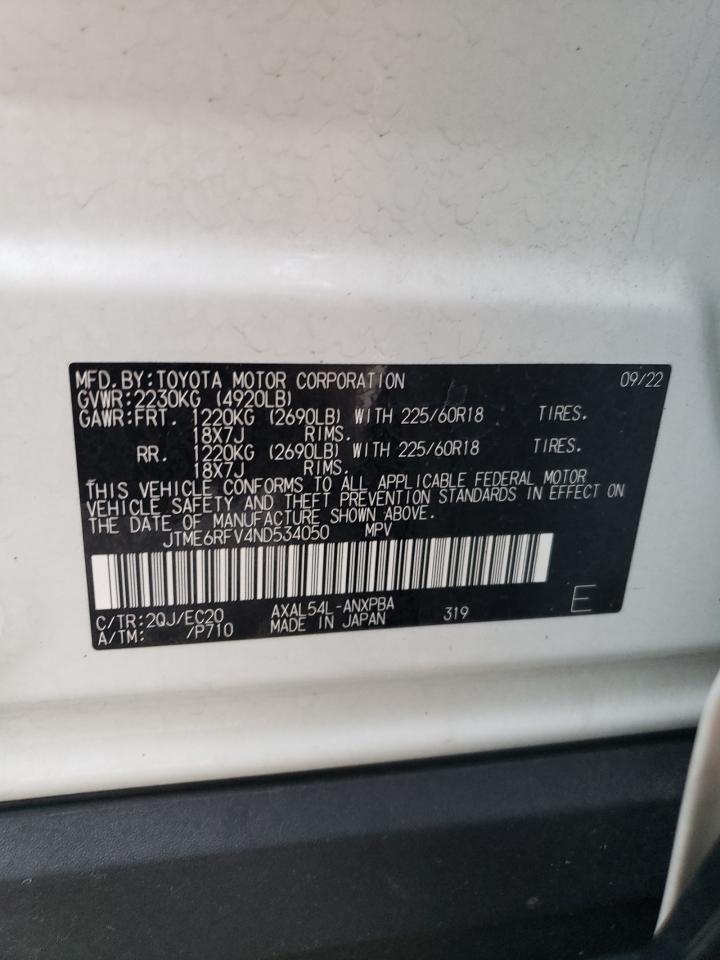 MFD.BY:TOYOTA MOTOR CORPORATION 09/22
GVWR:2230KG (4920LB)
GAWR:FRT. 1220KG (2690LB) WITH 225/60R18 TIRES.
18X7J RIMS.
RR. 1220KG (2690LB) WITH 225/60R18 TIRES.
18X7J RIMS.
THIS VEHICLE CONFORMS TO ALL APPLICABLE FEDERAL MOTOR
VEHICLE SAFETY AND THEFT PREVENTION STANDARDS IN EFFECT ON
THE DATE OF MANUFACTURE SHOWN ABOVE.
JTME6RFV4ND534050 MPV
C/TR:2QJ/EC20 AXAL54L-ANXPBA 319 E
A/TM: /P710 MADE IN JAPAN